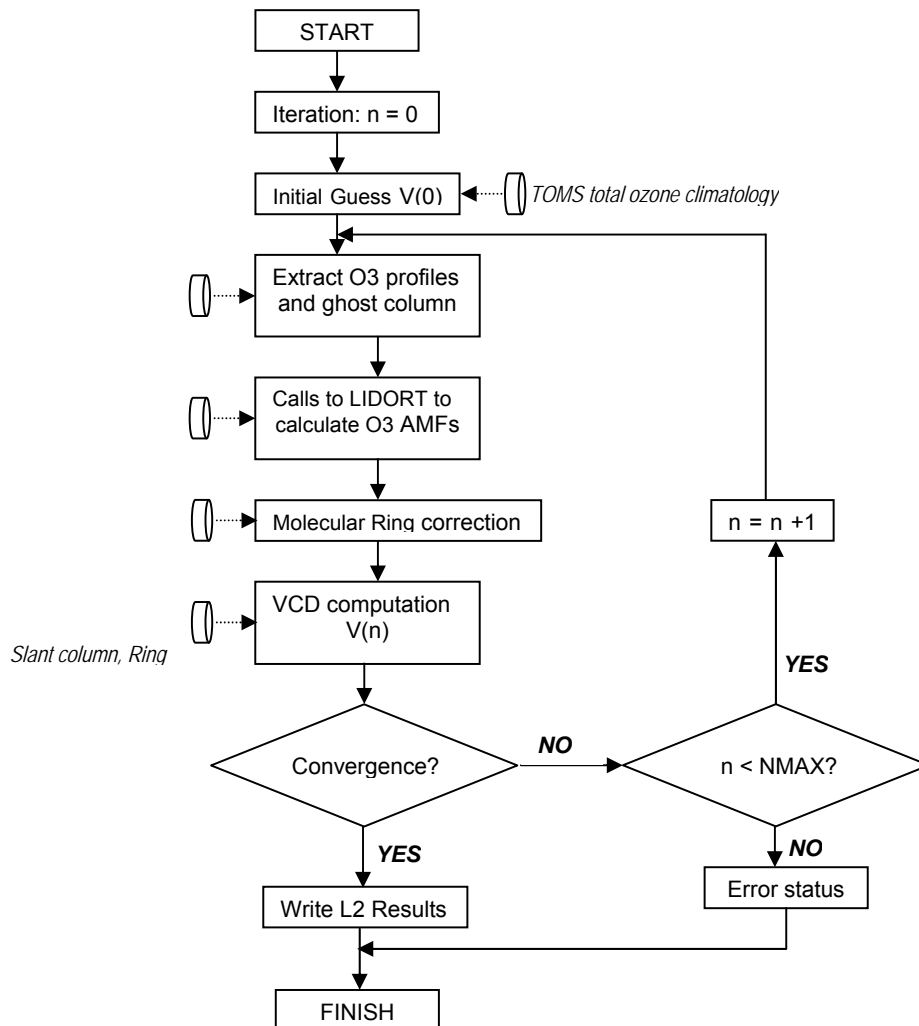 START
Iteration: n = 0
Initial Guess V(0)
TOMS total ozone climatology
Extract O3 profiles
and ghost column
Calls to LIDORT to
calculate O3 AMFs
Molecular Ring correction
n = n +1
VCD computation
V(n)
Slant column, Ring
YES
Convergence?
NO
n < NMAX?
YES
NO
Write L2 Results
Error status
FINISH